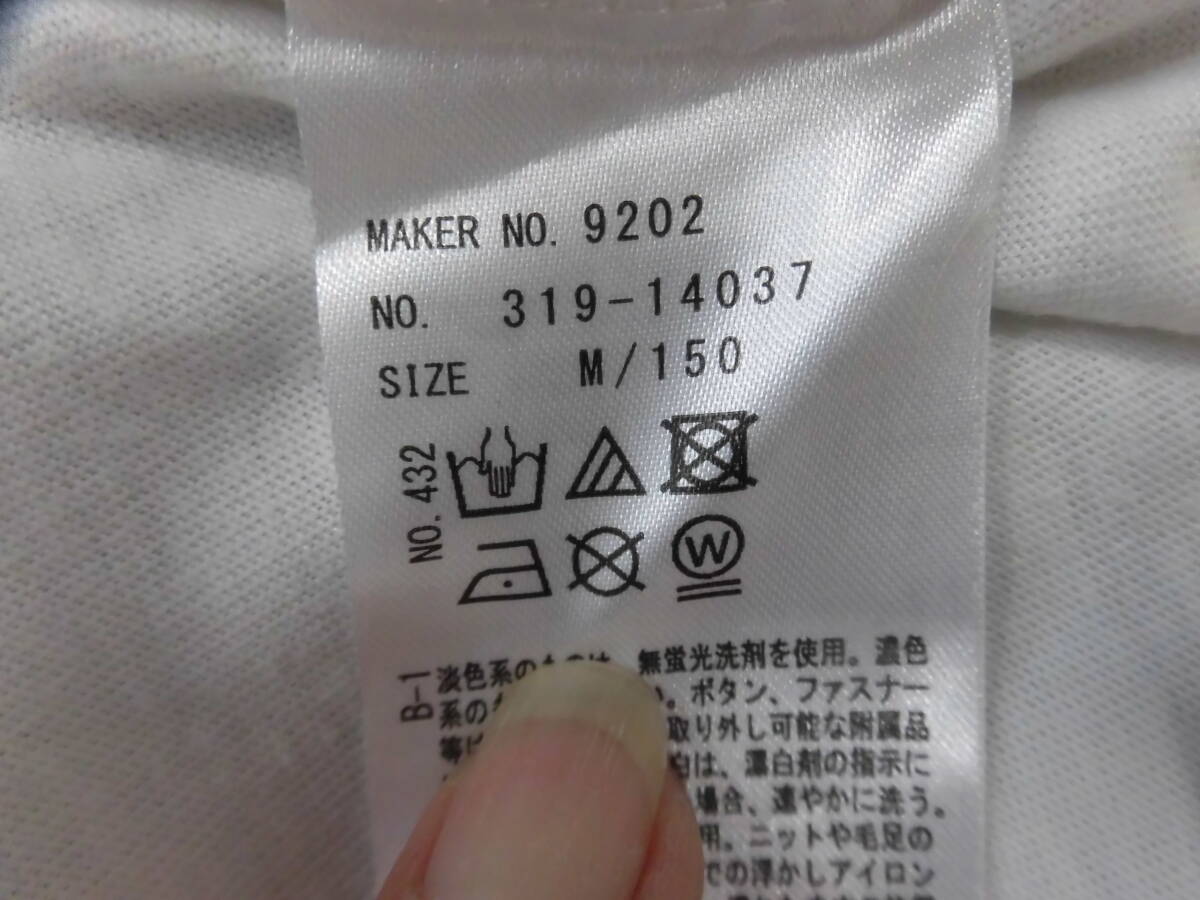 MAKER NO. 9202
NO. 319-14037
SIZE M/150
NO. 432
W
B-1
淡色系のものは、無蛍光洗剤を使用。濃色
系の い。ボタン、ファスナー
等は 取り外し可能な附属品
白は、漂白剤の指示に
場合、速やかに洗う。
用。ニットや毛足の
での浮かしアイロン